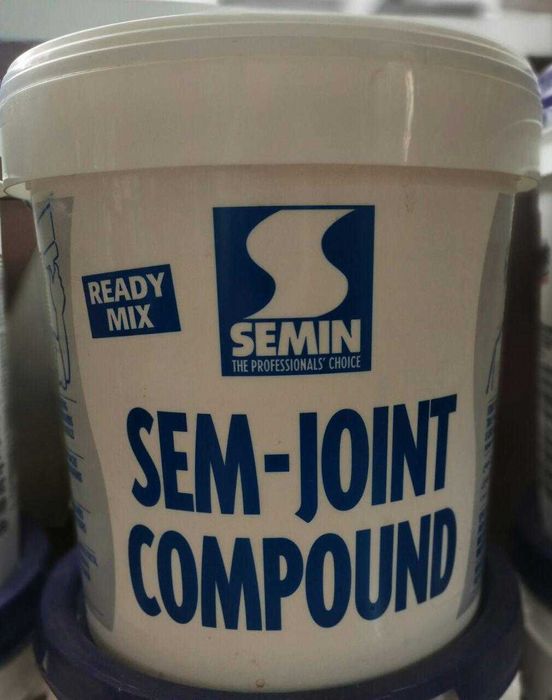 READY
MIX
SEMIN
THE PROFESSIONALS' CHOICE
SEM-JOINT
COMPOUND